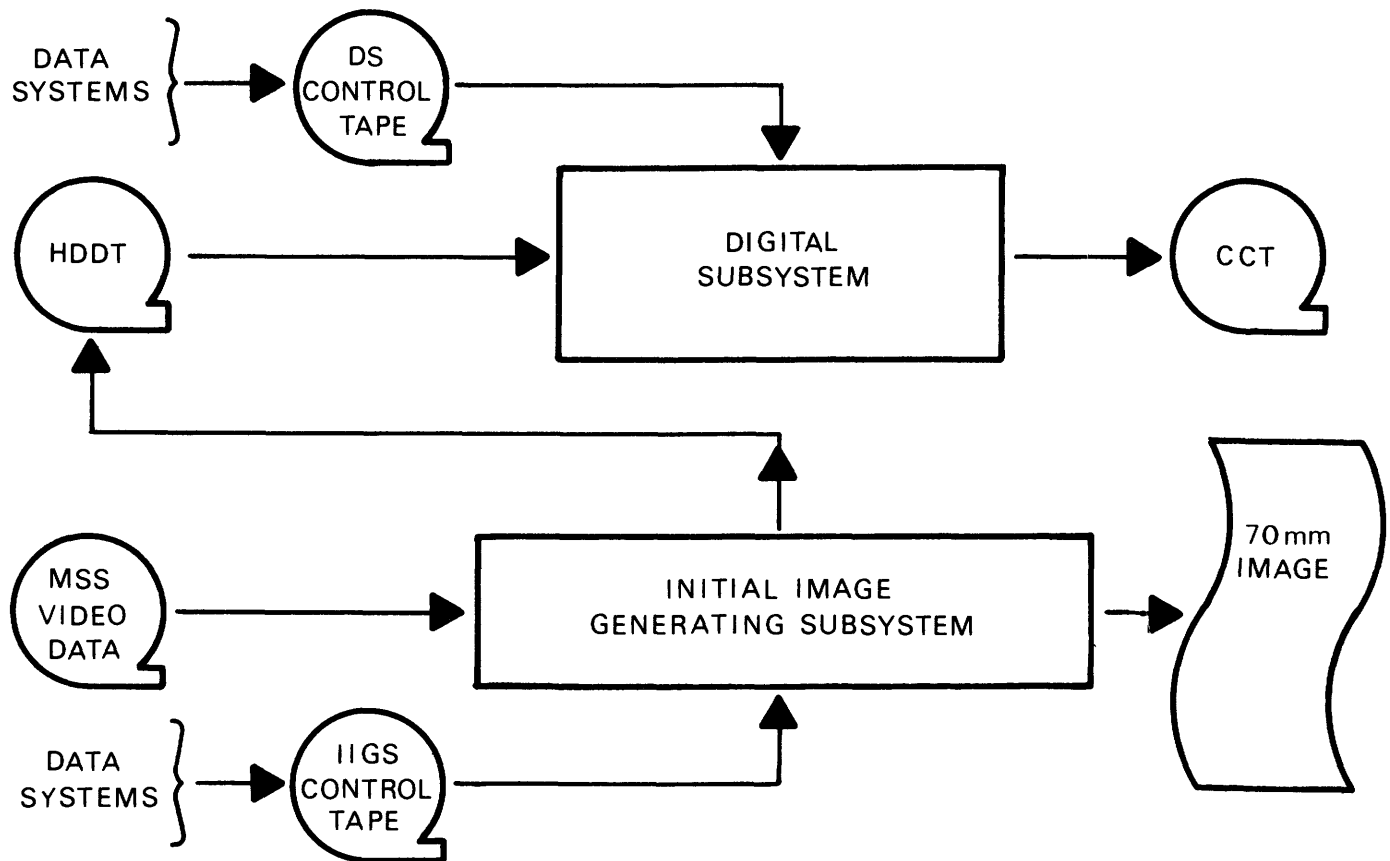 DATA
SYSTEMS
DS
CONTROL
TAPE
HDDT
DIGITAL
SUBSYSTEM
CCT
MSS
VIDEO
DATA
INITIAL IMAGE
GENERATING SUBSYSTEM
70mm
IMAGE
DATA
SYSTEMS
IIGS
CONTROL
TAPE